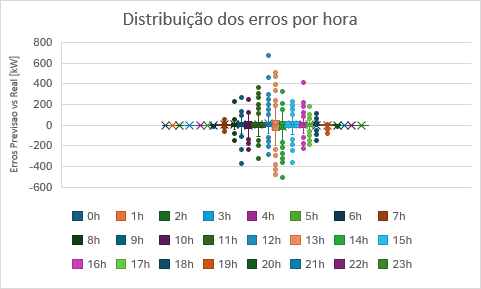 Distribuição dos erros por hora
Erros Previsao vs Real [kW]
800
600
400
200
0
-200
-400
-600
0h 1h 2h 3h 4h 5h 6h 7h
8h 9h 10h 11h 12h 13h 14h 15h
16h 17h 18h 19h 20h 21h 22h 23h